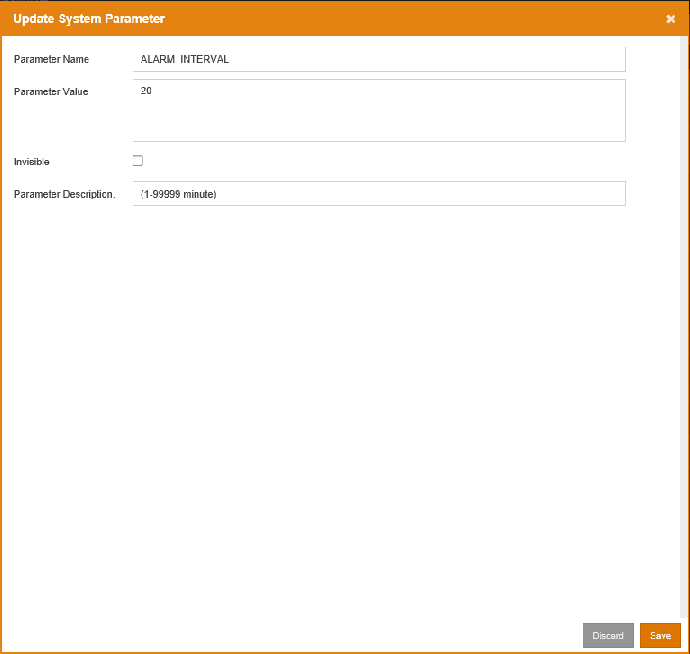 Update System Parameter
Parameter Name ALARM_INTERVAL
Parameter Value 20
Invisible
Parameter Description. (1-99999 minute)
Discard Save